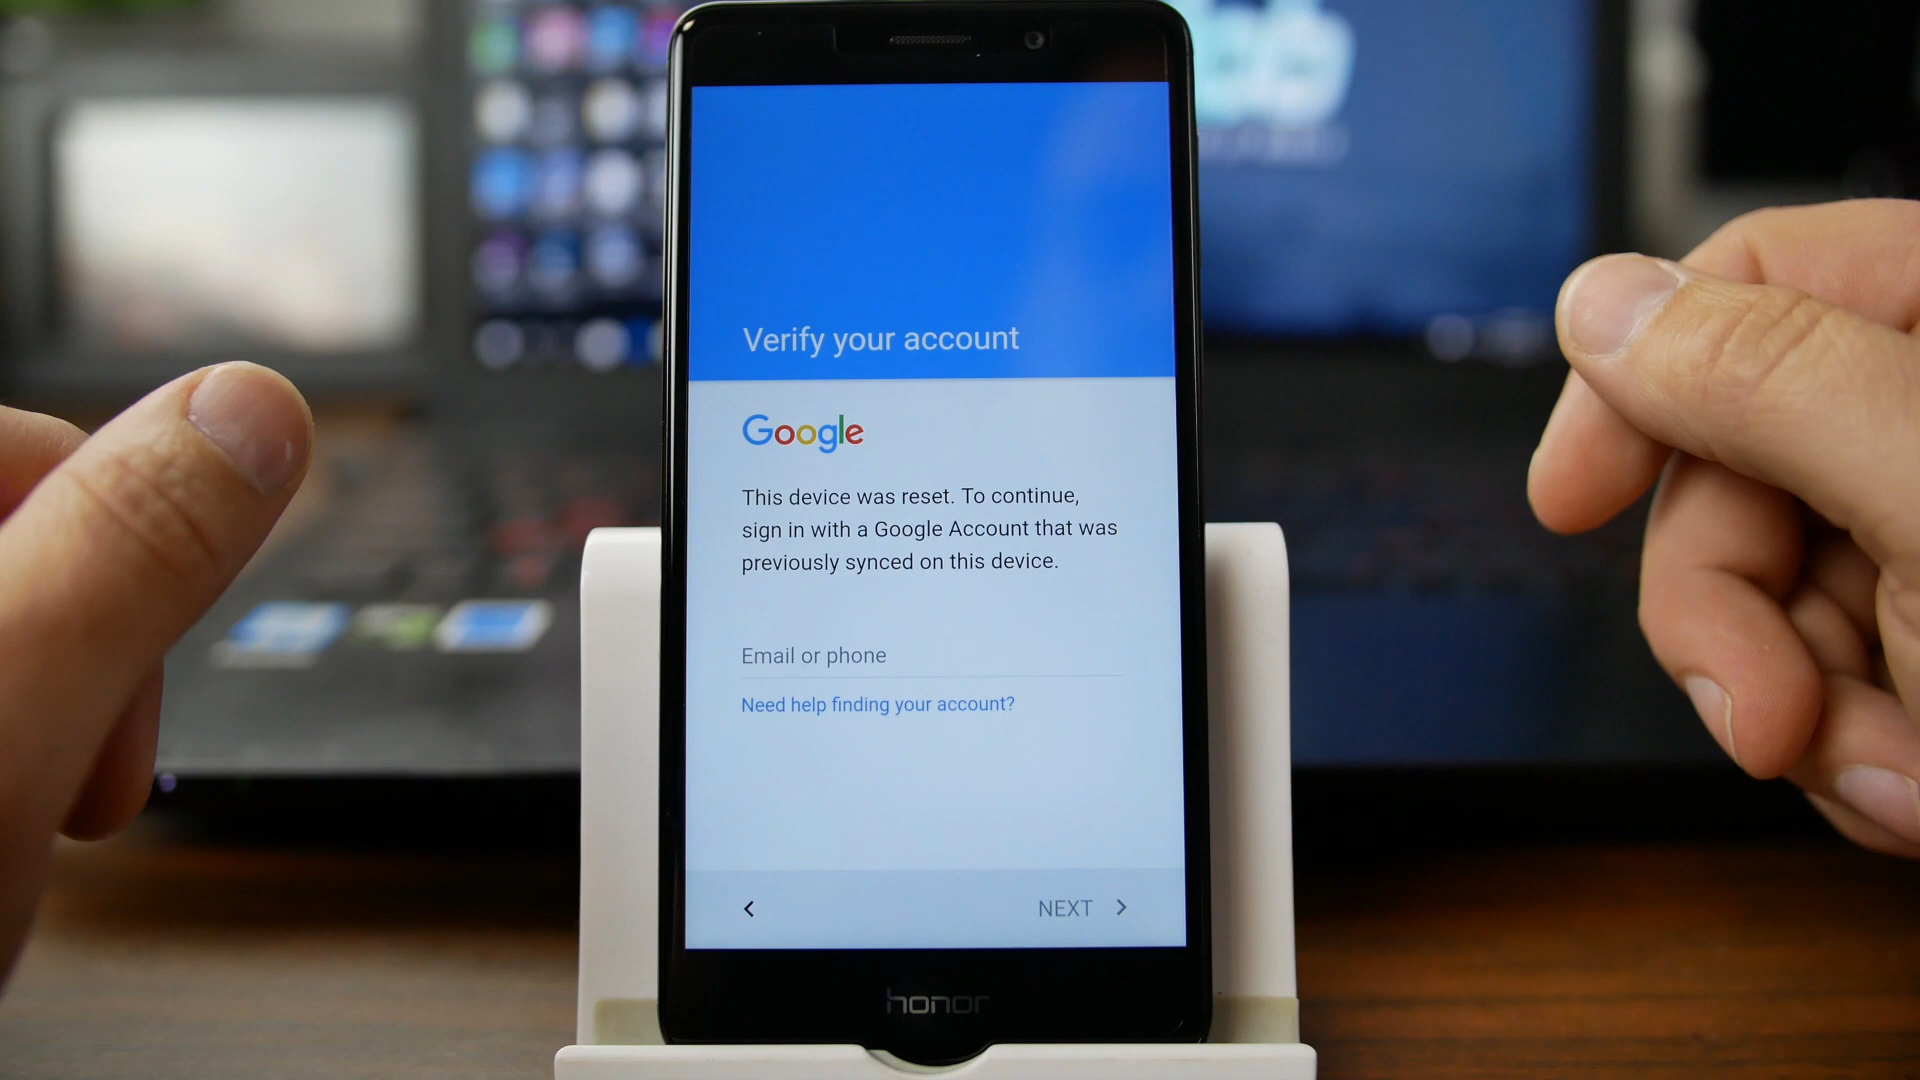 Verify your account
Google
This device was reset. To continue,
sign in with a Google Account that was
previously synced on this device.
Email or phone
Need help finding your account?
NEXT
honor